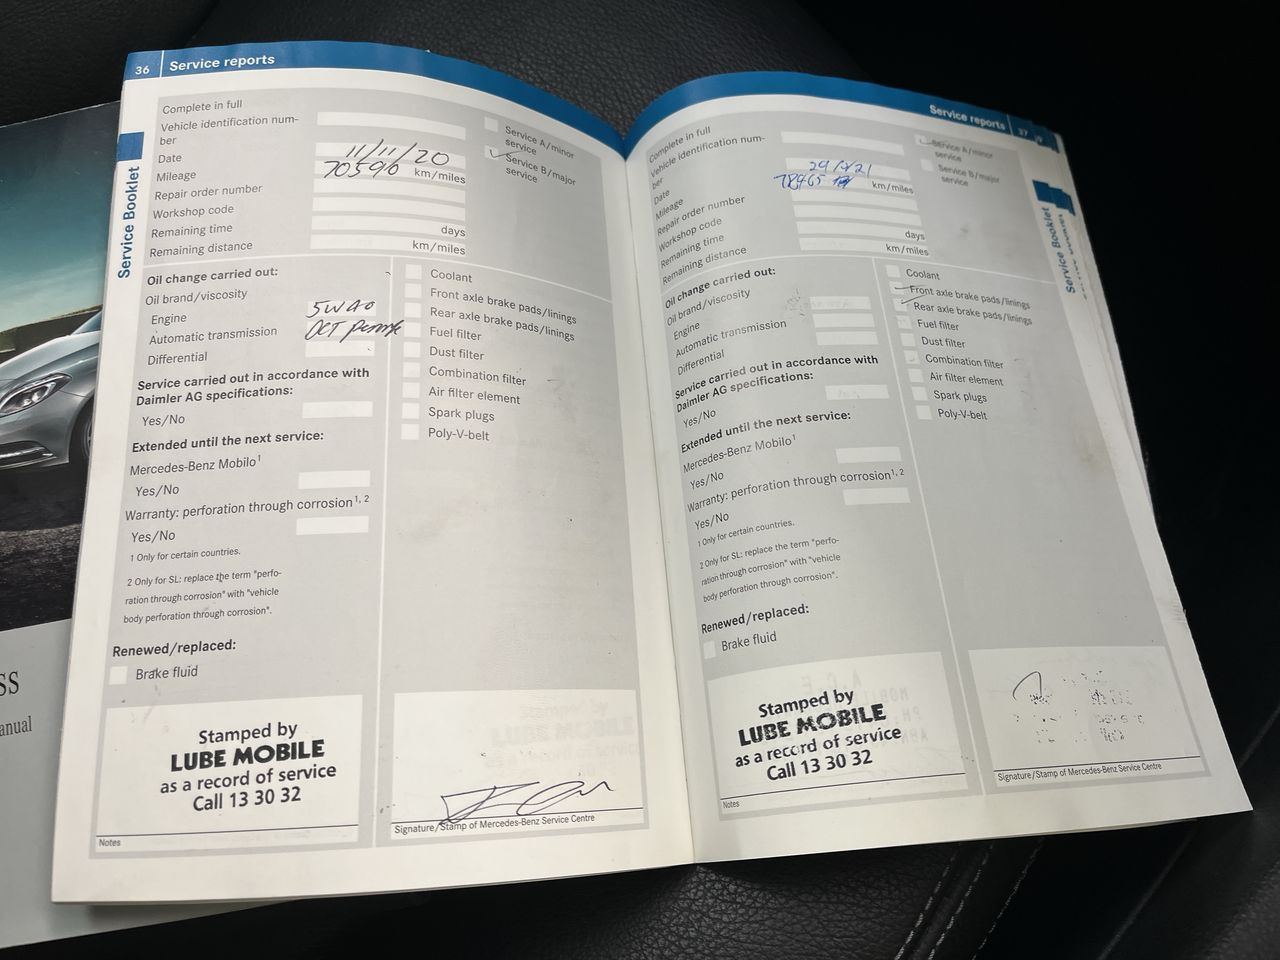 36 Service reports
Complete in full
Vehicle identification num-
ber
Date 11/11/20
Mileage 70590 km/miles
Repair order number
Workshop code
Remaining time days
Remaining distance km/miles
Service A/minor
service
Service B/major
service
Service Booklet
Oil change carried out:
Oil brand/viscosity
Engine 5W40
Automatic transmission DCT
Differential
Service carried out in accordance with
Daimler AG specifications:
Yes/No
Extended until the next service:
Mercedes-Benz Mobilo1
Yes/No
Warranty: perforation through corrosion1, 2
Yes/No
1 Only for certain countries.
2 Only for SL: replace the term "perfo-
ration through corrosion" with "vehicle
body perforation through corrosion".
Coolant
Front axle brake pads/linings
Rear axle brake pads/linings
Fuel filter
Dust filter
Combination filter
Air filter element
Spark plugs
Poly-V-belt
Renewed/replaced:
Brake fluid
Stamped by
LUBE MOBILE
as a record of service
Call 13 30 32
Notes
Signature/Stamp of Mercedes-Benz Service Centre
Service reports 37
Complete in full
Vehicle identification num-
ber
Date
Mileage 78965 km/miles
Repair order number
Workshop code
Remaining time days
Remaining distance km/miles
Service A/minor
service
Service B/major
service
Service Booklet
Oil change carried out:
Oil brand/viscosity
Engine
Automatic transmission
Differential
Service carried out in accordance with
Daimler AG specifications:
Yes/No
Extended until the next service:
Mercedes-Benz Mobilo1
Yes/No
Warranty: perforation through corrosion1, 2
Yes/No
1 Only for certain countries.
2 Only for SL: replace the term "perfo-
ration through corrosion" with "vehicle
body perforation through corrosion".
Coolant
Front axle brake pads/linings
Rear axle brake pads/linings
Fuel filter
Dust filter
Combination filter
Air filter element
Spark plugs
Poly-V-belt
Renewed/replaced:
Brake fluid
Stamped by
LUBE MOBILE
as a record of service
Call 13 30 32
Notes
Signature/Stamp of Mercedes-Benz Service Centre
ss
anual